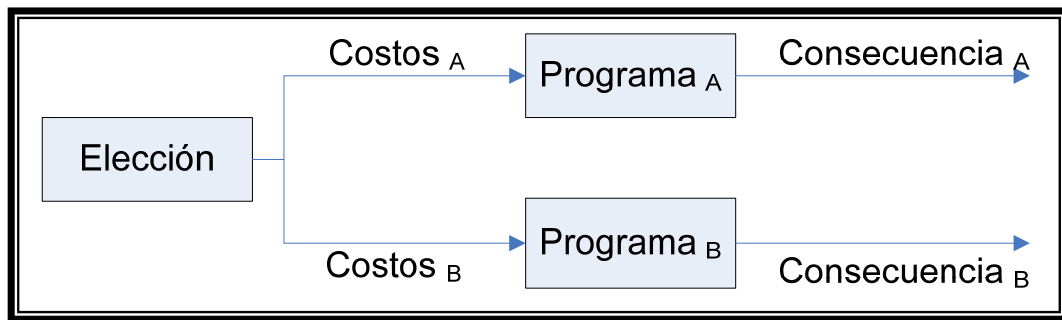 Costos A
Programa A
Consecuencia A
Elección
Costos B
Programa B
Consecuencia B